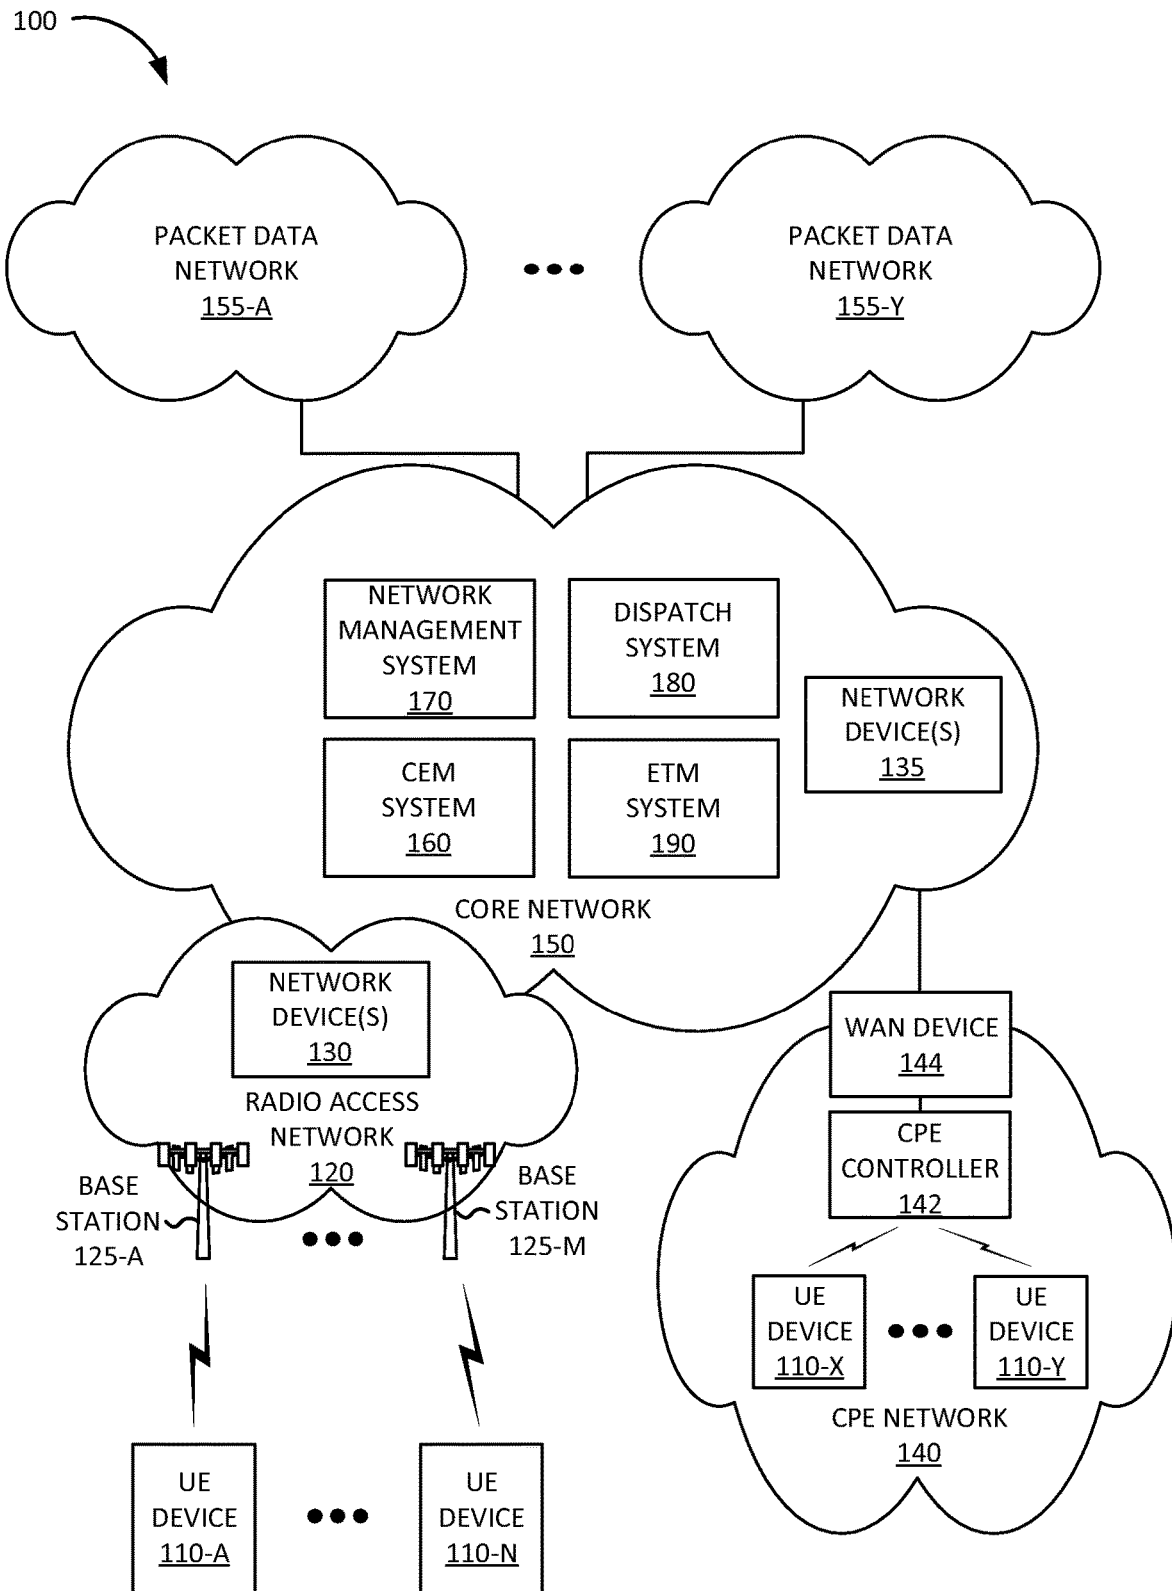 100
PACKET DATA
NETWORK
155-A
PACKET DATA
NETWORK
155-Y
NETWORK
MANAGEMENT
SYSTEM
170
DISPATCH
SYSTEM
180
NETWORK
DEVICE(S)
135
CEM
SYSTEM
160
ETM
SYSTEM
190
CORE NETWORK
150
NETWORK
DEVICE(S)
130
RADIO ACCESS
NETWORK
120
BASE
STATION
125-A
BASE
STATION
125-M
WAN DEVICE
144
CPE
CONTROLLER
142
UE
DEVICE
110-X
UE
DEVICE
110-Y
CPE NETWORK
140
UE
DEVICE
110-A
UE
DEVICE
110-N